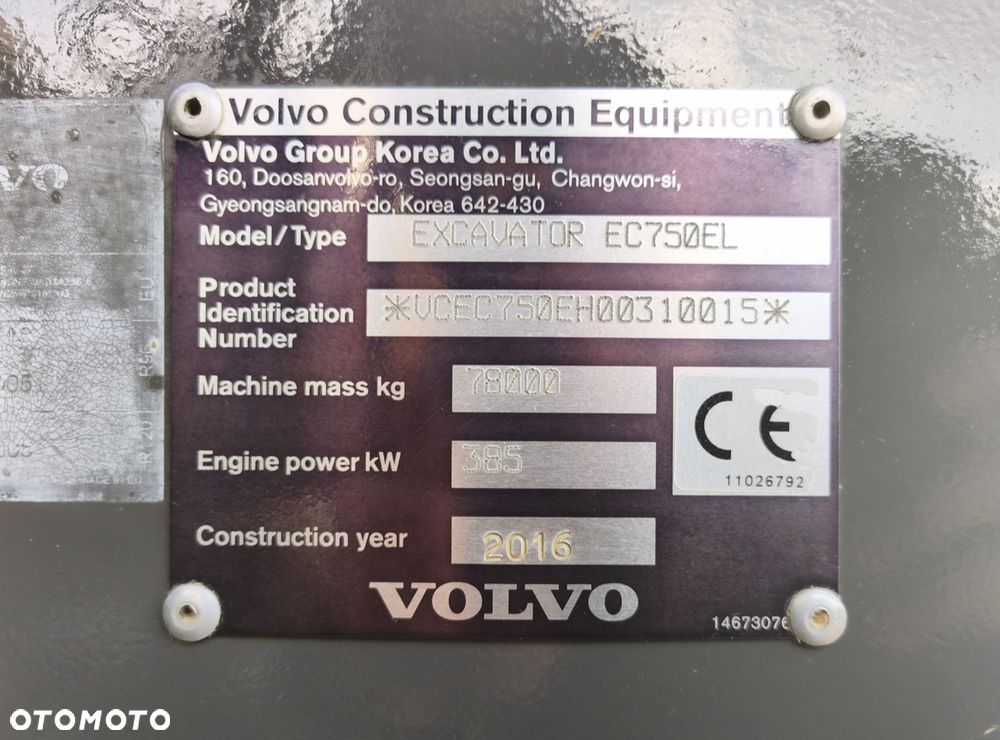 Volvo Construction Equipment
Volvo Group Korea Co. Ltd.
160, Doosanvolvo-ro, Seongsan-gu, Changwon-si,
Gyeongsangnam-do, Korea 642-430
Model/Type EXCAVATOR EC750EL
Product
Identification
Number
*VCEC750EH00310015*
Machine mass kg 78000
Engine power kW 385
CE
11026792
Construction year 2016
VOLVO
14673076
OTOMOTO